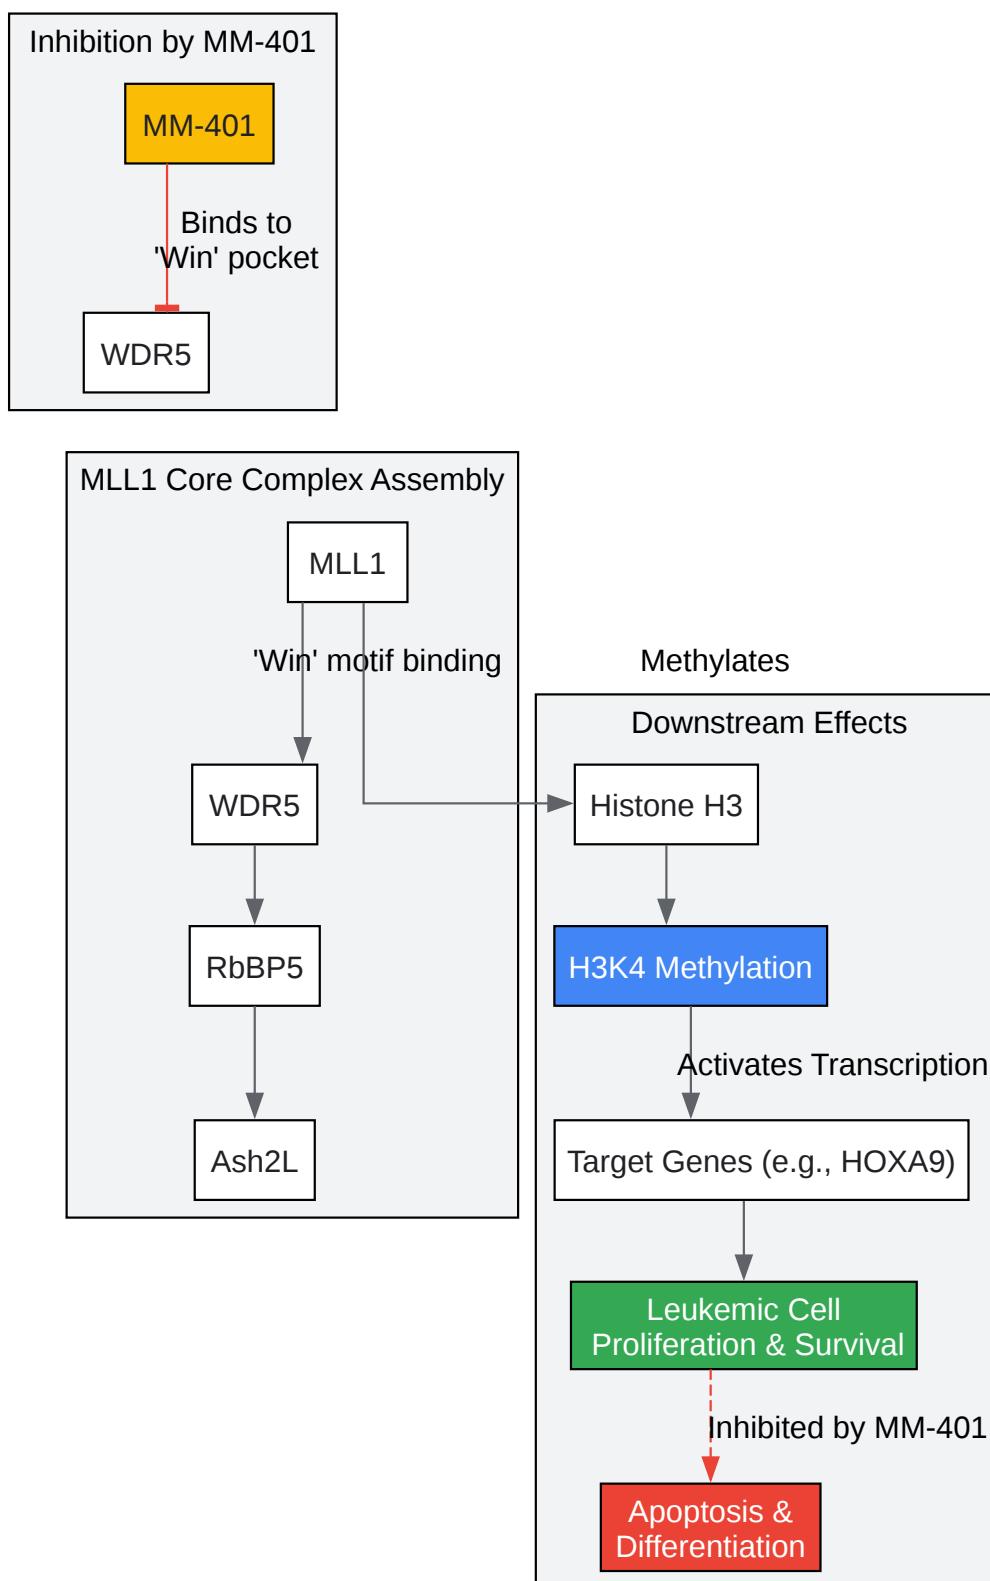 Inhibition by MM-401
MM-401
Binds to
'Win' pocket
WDR5
MLL1 Core Complex Assembly
MLL1
'Win' motif binding
WDR5
RbBP5
Ash2L
Methylates
Downstream Effects
Histone H3
H3K4 Methylation
Activates Transcription
Target Genes (e.g., HOXA9)
Leukemic Cell
Proliferation & Survival
Inhibited by MM-401
Apoptosis &
Differentiation